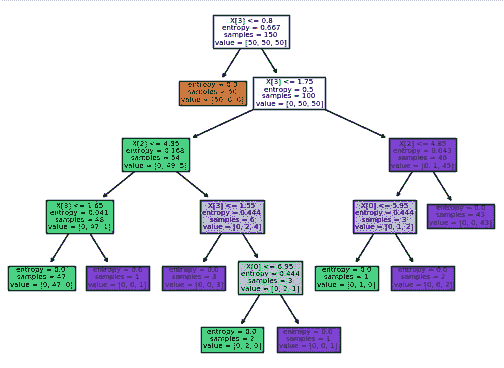 X[3] <= 0.8
entropy = 0.667
samples = 150
value = [50, 50, 50]
entropy = 0.0
samples = 50
value = [50, 0, 0]
X[3] <= 1.75
entropy = 0.5
samples = 100
value = [0, 50, 50]
X[2] <= 4.95
entropy = 0.168
samples = 54
value = [0, 49, 5]
X[2] <= 4.85
entropy = 0.043
samples = 46
value = [0, 1, 45]
X[3] <= 1.65
entropy = 0.041
samples = 48
value = [0, 47, 1]
X[3] <= 1.55
entropy = 0.444
samples = 6
value = [0, 2, 4]
X[0] <= 5.95
entropy = 0.444
samples = 3
value = [0, 1, 2]
entropy = 0.0
samples = 43
value = [0, 0, 43]
entropy = 0.0
samples = 47
value = [0, 47, 0]
entropy = 0.0
samples = 1
value = [0, 0, 1]
entropy = 0.0
samples = 3
value = [0, 0, 3]
X[0] <= 6.95
entropy = 0.444
samples = 3
value = [0, 2, 1]
entropy = 0.0
samples = 1
value = [0, 1, 0]
entropy = 0.0
samples = 2
value = [0, 0, 2]
entropy = 0.0
samples = 2
value = [0, 2, 0]
entropy = 0.0
samples = 1
value = [0, 0, 1]